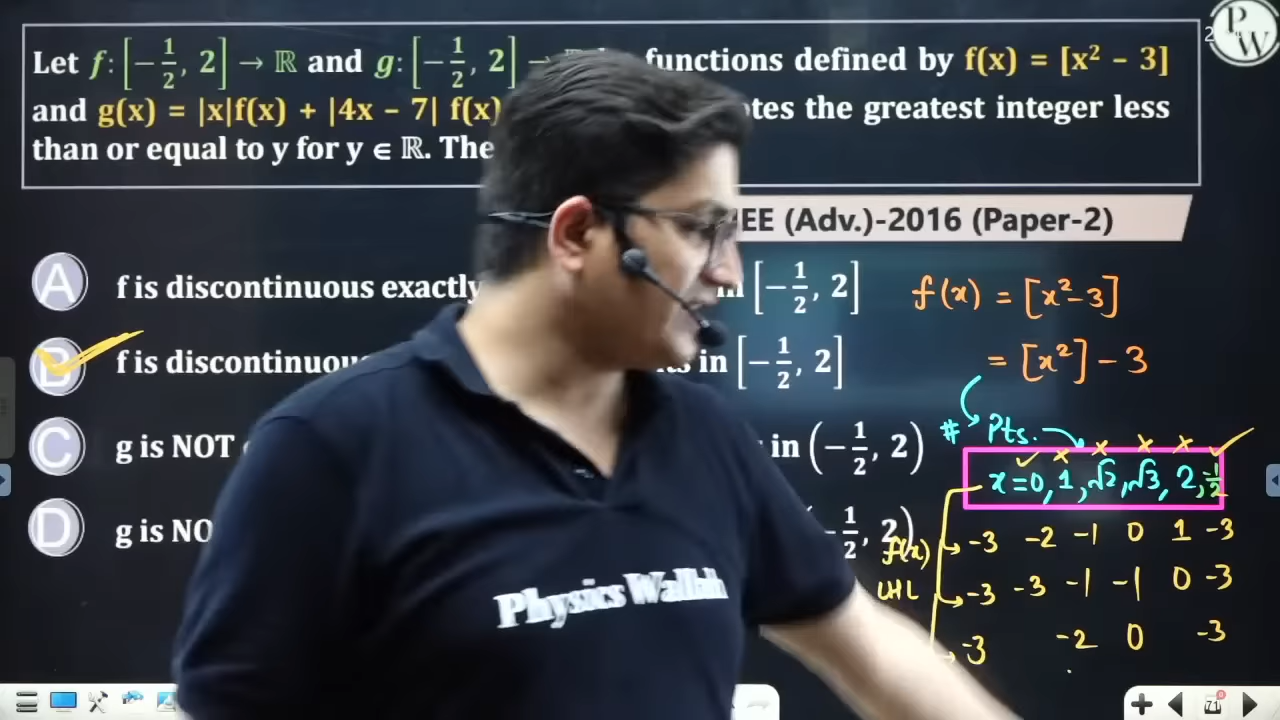 Let f: [-1/2, 2] → ℝ and g: [-1/2, 2] → functions defined by f(x) = [x² – 3]
and g(x) = |x|f(x) + |4x – 7| f(x) otes the greatest integer less
than or equal to y for y ∈ ℝ. The
EE (Adv.)-2016 (Paper-2)
A f is discontinuous exactly in [-1/2, 2]
B f is discontinuou in [-1/2, 2]
C g is NOT in (-1/2, 2)
D g is NO -1/2, 2)
f(x) = [x²-3]
= [x²] - 3
# Pts.
x = 0, 1, √2, √3, 2, -1/2
f(x) -3 -2 -1 0 1 -3
LHL -3 -3 -1 -1 0 -3
-3 -2 0 -3
Physics Wallah
P
W
2
71